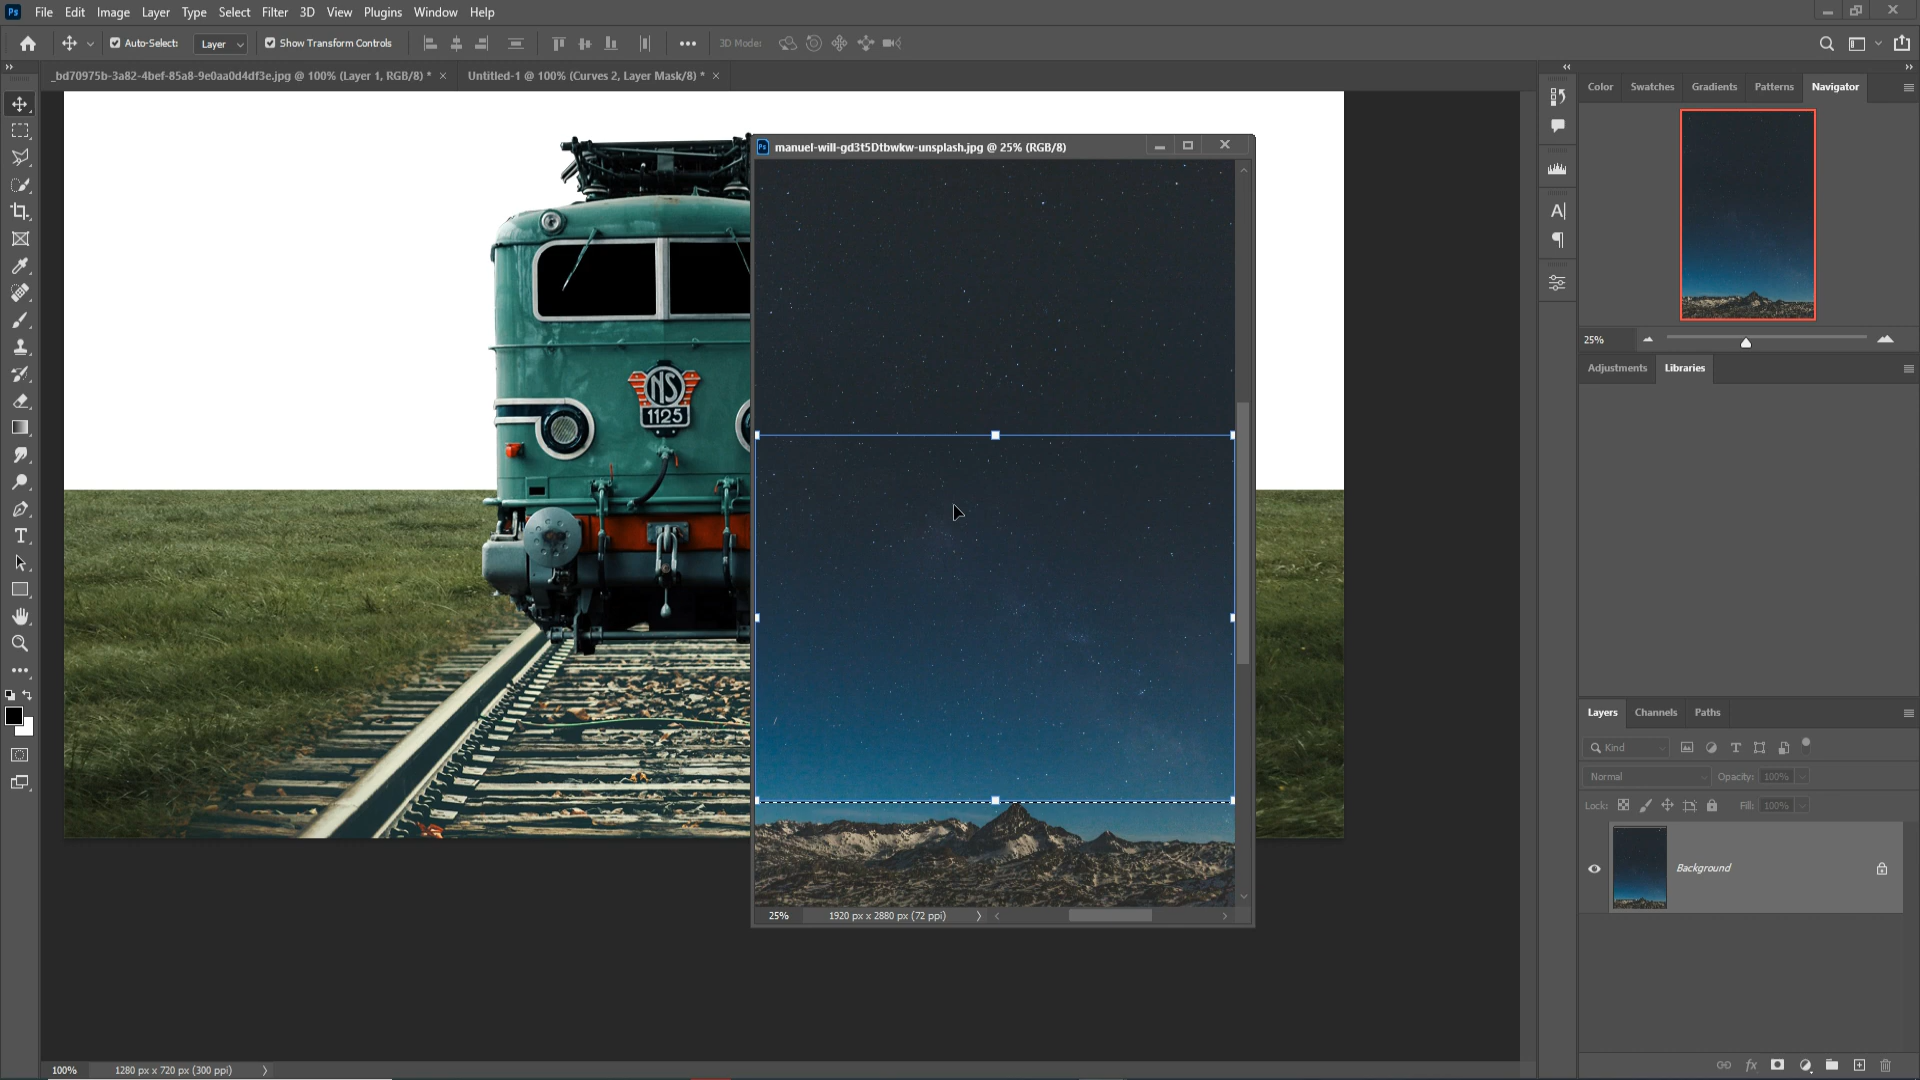 Ps File Edit Image Layer Type Select Filter 3D View Plugins Window Help
Auto-Select: Layer Show Transform Controls 3D Mode:
_bd70975b-3a82-4bef-85a8-9e0aa0d4df3e.jpg @ 100% (Layer 1, RGB/8) * × Untitled-1 @ 100% (Curves 2, Layer Mask/8) * ×
Color Swatches Gradients Patterns Navigator
Ps manuel-will-gd3t5Dtbwkw-unsplash.jpg @ 25% (RGB/8)
25%
Adjustments Libraries
NS
1125
Layers Channels Paths
Kind
Normal Opacity: 100%
Lock: Fill: 100%
Background
25% 1920 px x 2880 px (72 ppi)
100% 1280 px x 720 px (300 ppi)